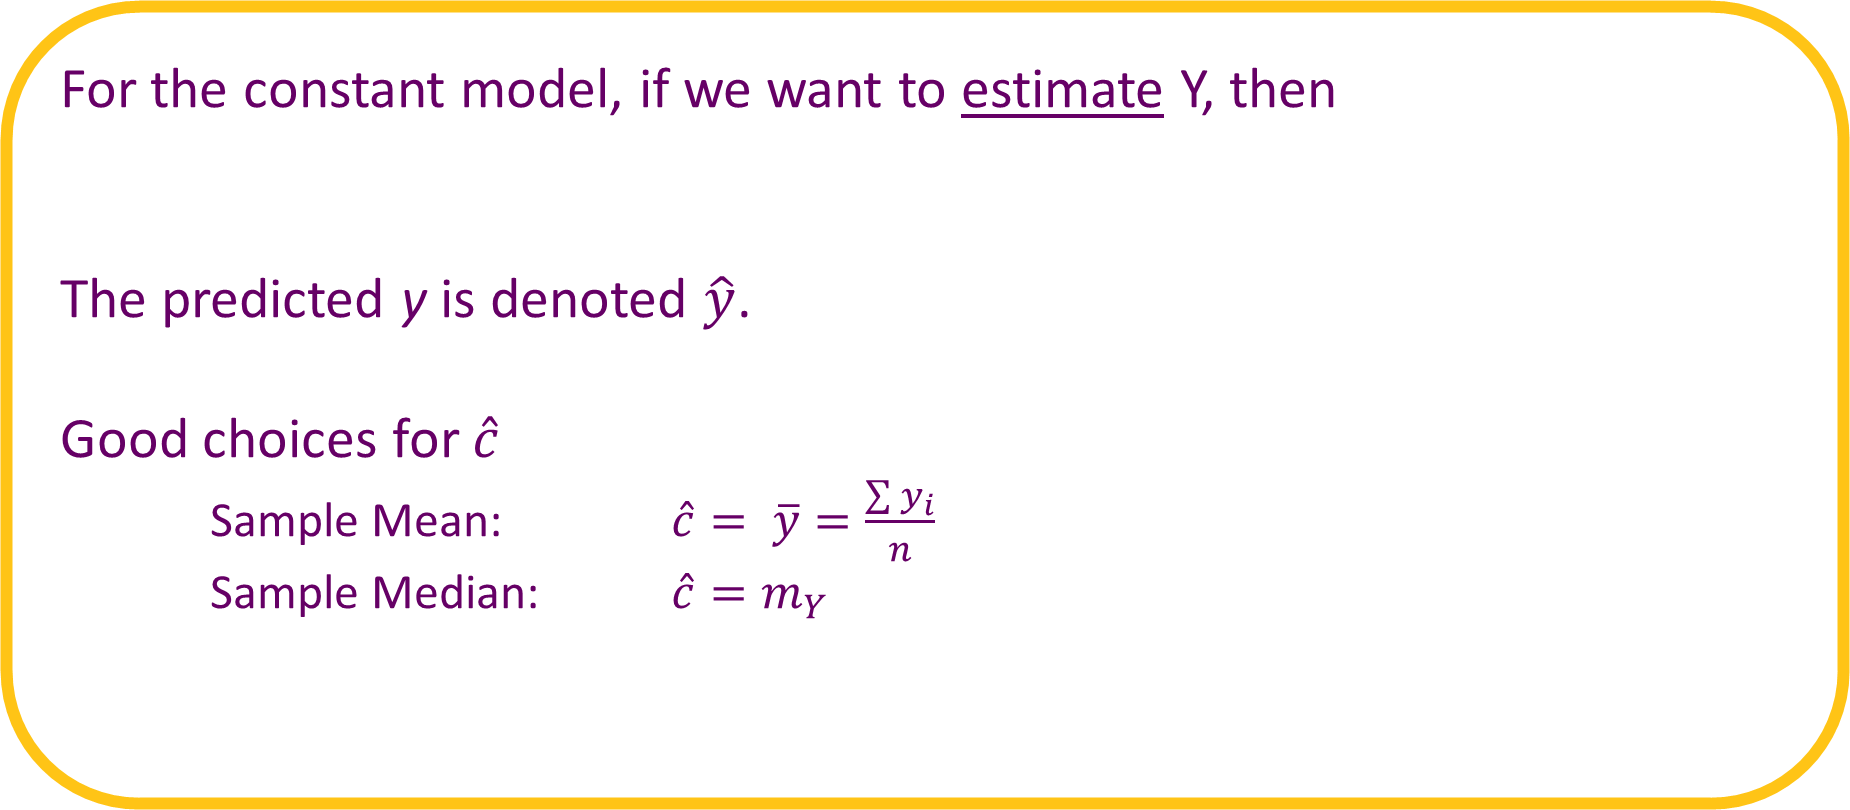 For the constant model, if we want to estimate Y, then
The predicted y is denoted ŷ.
Good choices for ĉ
Sample Mean: ĉ = ȳ = ∑ yᵢ / n
Sample Median: ĉ = m_Y